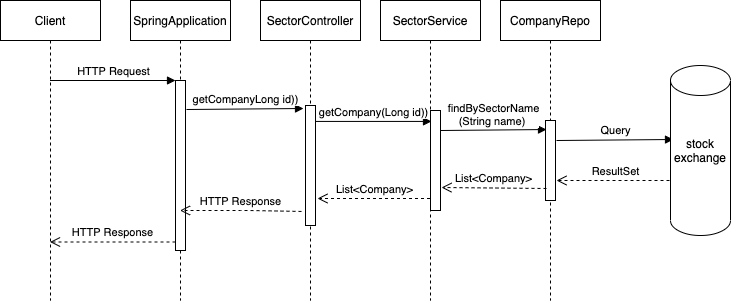 Client
SpringApplication
SectorController
SectorService
CompanyRepo
HTTP Request
getCompanyLong id))
getCompany(Long id))
findBySectorName
(String name)
Query
stock
exchange
ResultSet
List<Company>
List<Company>
HTTP Response
HTTP Response